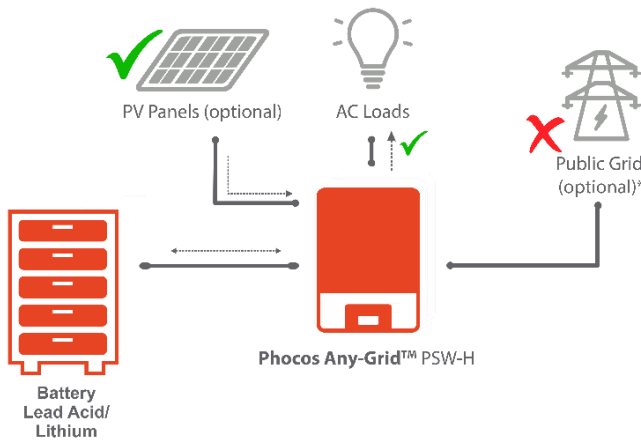 PV Panels (optional)
AC Loads
Public Grid
(optional)*
Phocos Any-Grid™ PSW-H
Battery
Lead Acid/
Lithium